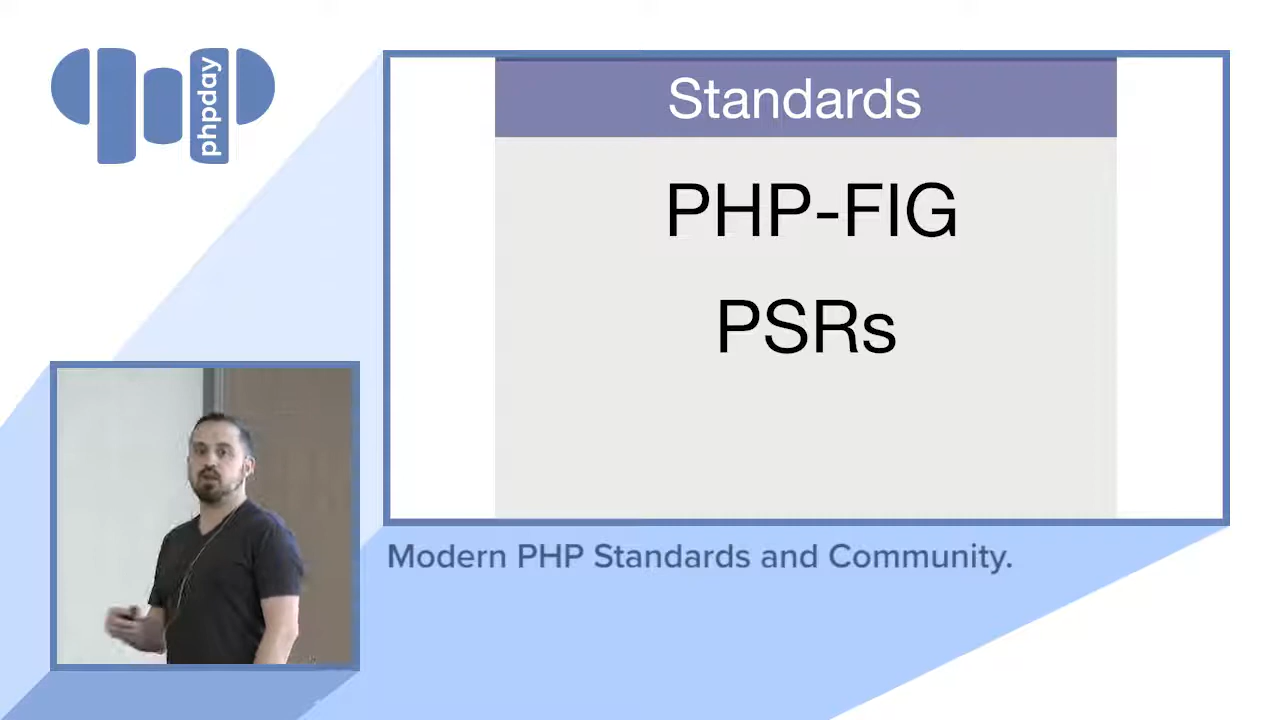 phpday
Standards
PHP-FIG
PSRs
Modern PHP Standards and Community.